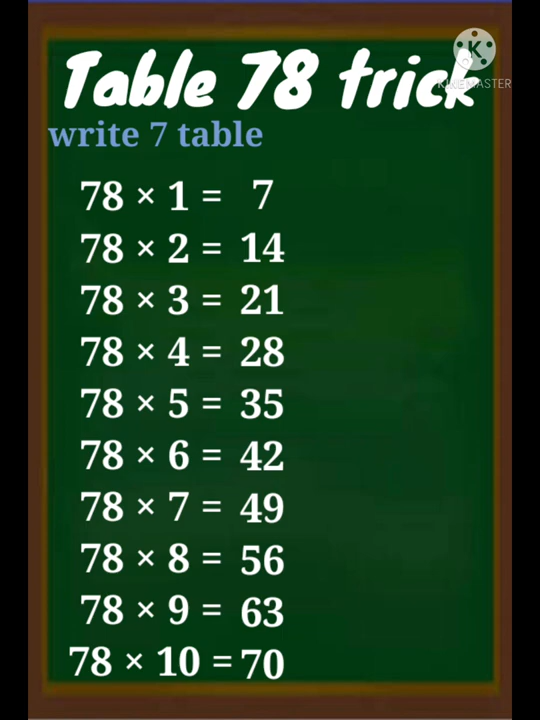 Table 78 trick
KINEMASTER
write 7 table
78 × 1 = 7
78 × 2 = 14
78 × 3 = 21
78 × 4 = 28
78 × 5 = 35
78 × 6 = 42
78 × 7 = 49
78 × 8 = 56
78 × 9 = 63
78 × 10 = 70